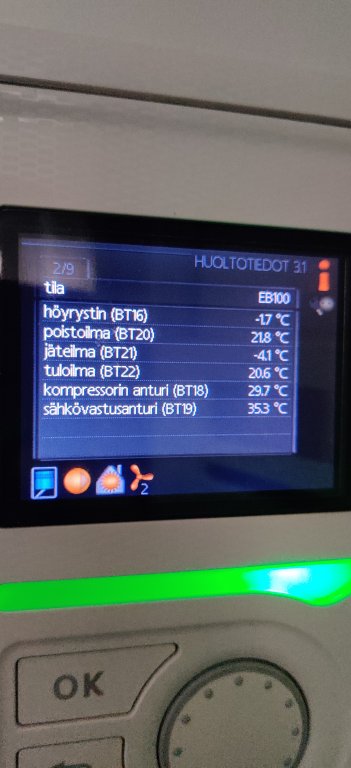 HUOLTOTIEDOT 3.1
2/9
tila EB100
höyrystin (BT16) -1.7 °C
poistoilma (BT20) 21.8 °C
jäteilma (BT21) -4.1 °C
tuloilma (BT22) 20.6 °C
kompressorin anturi (BT18) 29.7 °C
sähkövastusanturi (BT19) 35.3 °C
2
OK